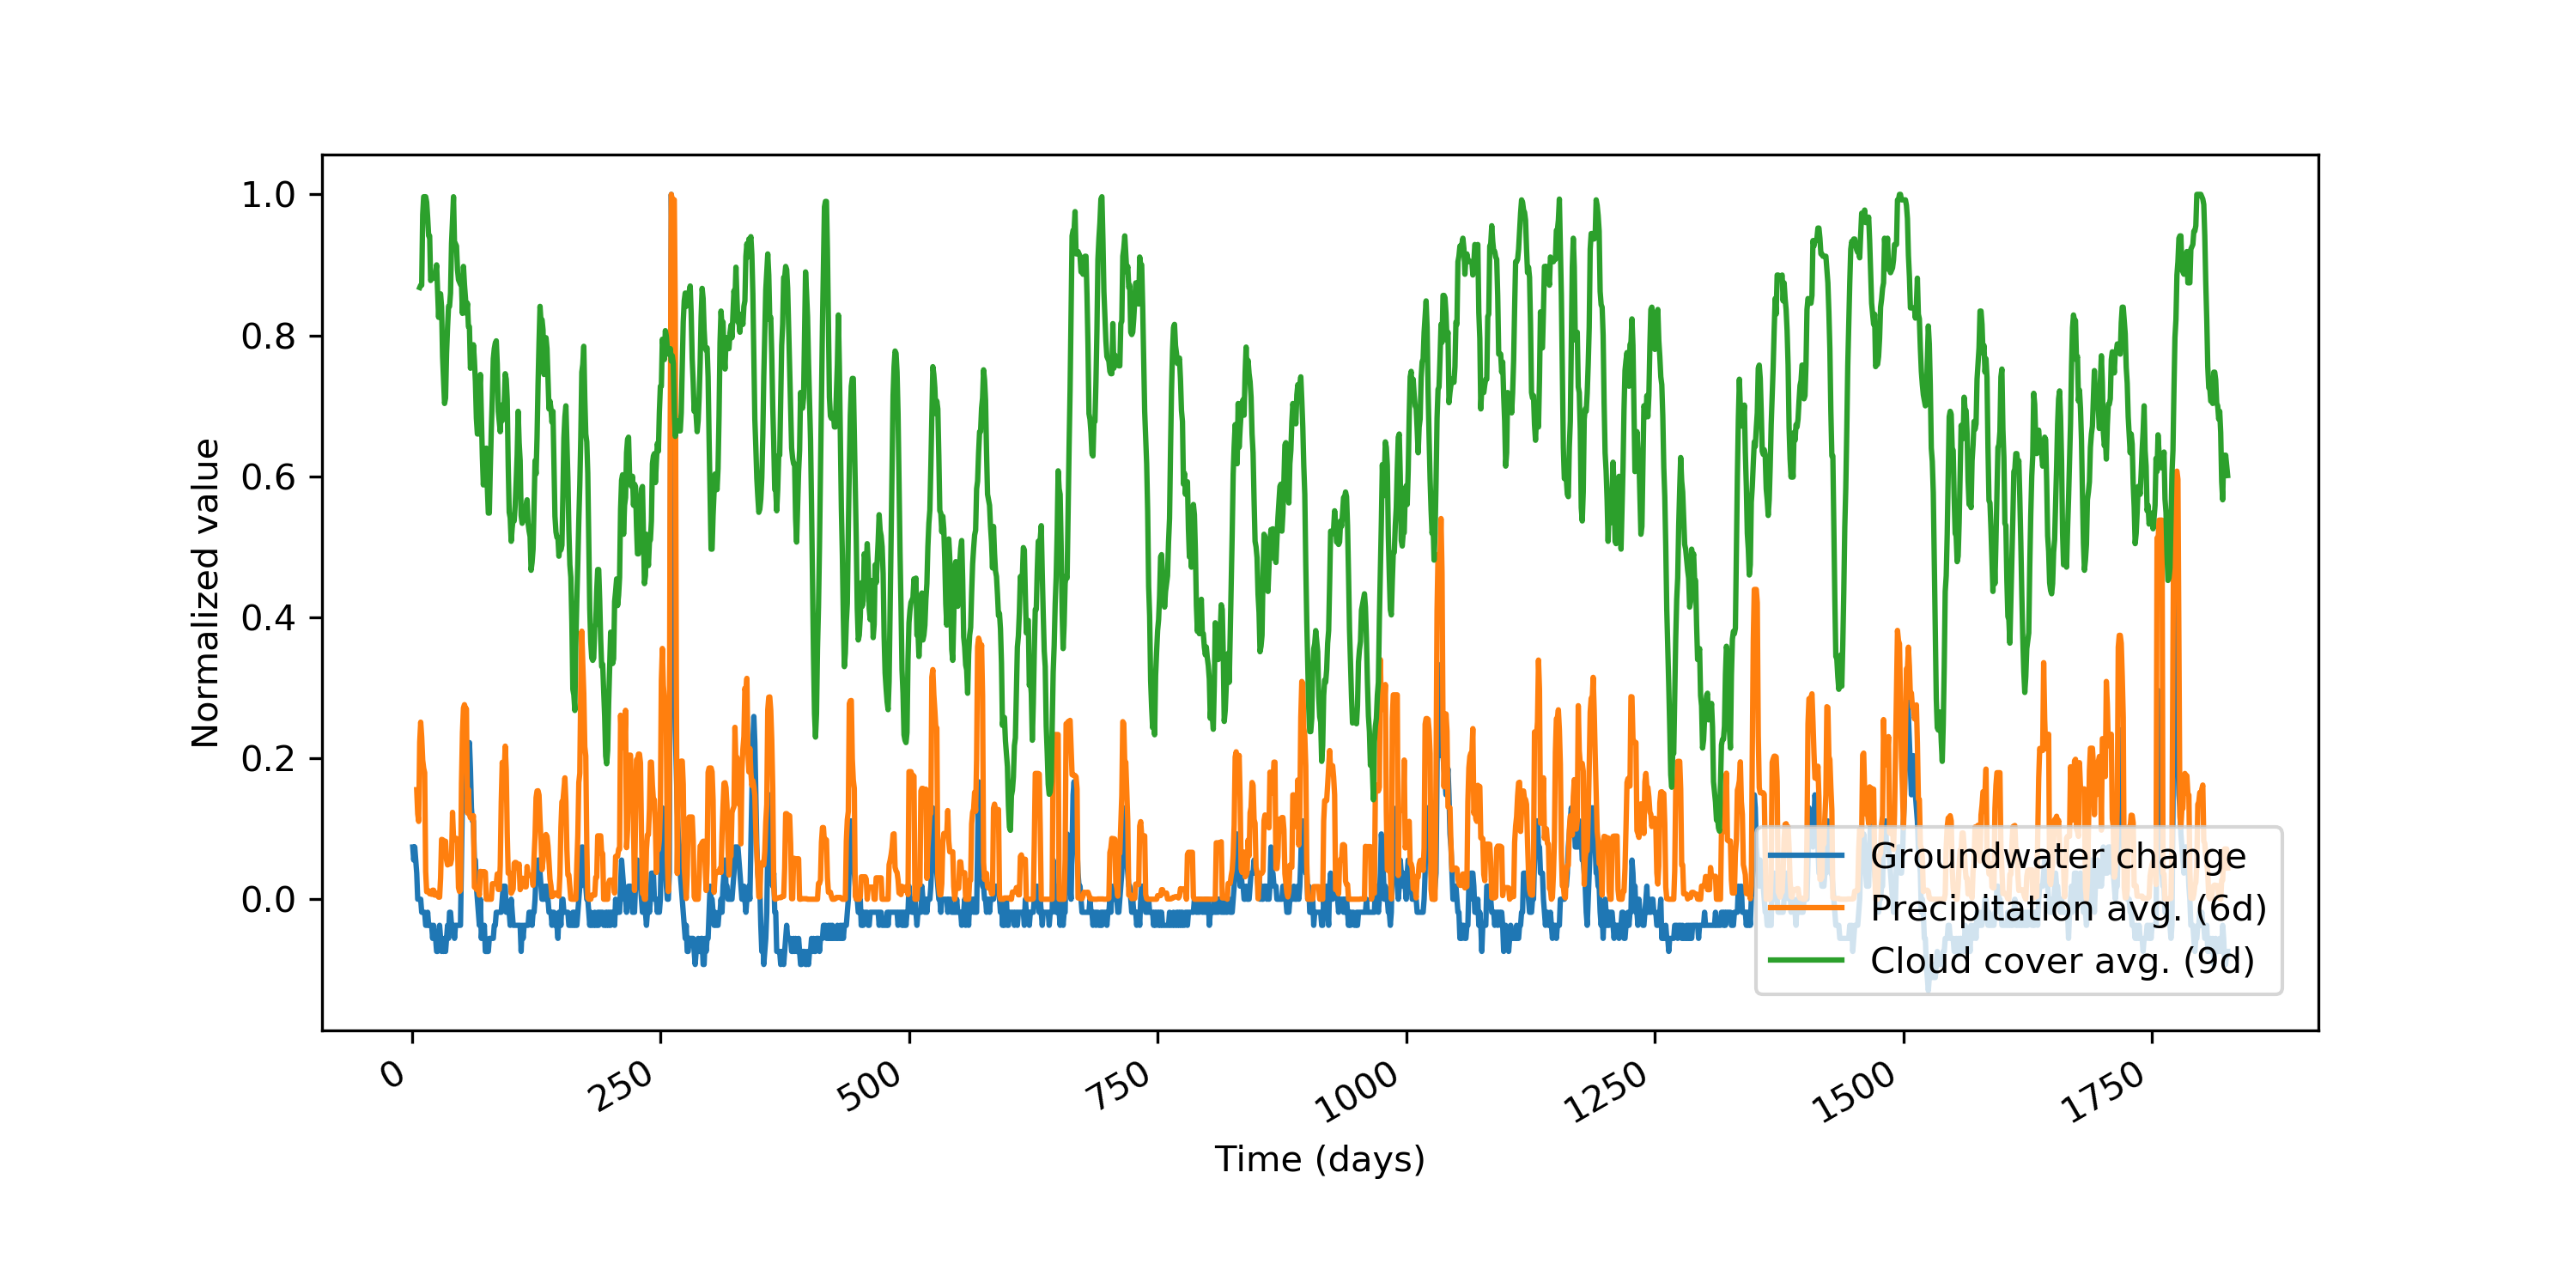 1.0
0.8
0.6
0.4
0.2
0.0
Normalized value
0
250
500
750
1000
1250
1500
1750
Time (days)
Groundwater change
Precipitation avg. (6d)
Cloud cover avg. (9d)